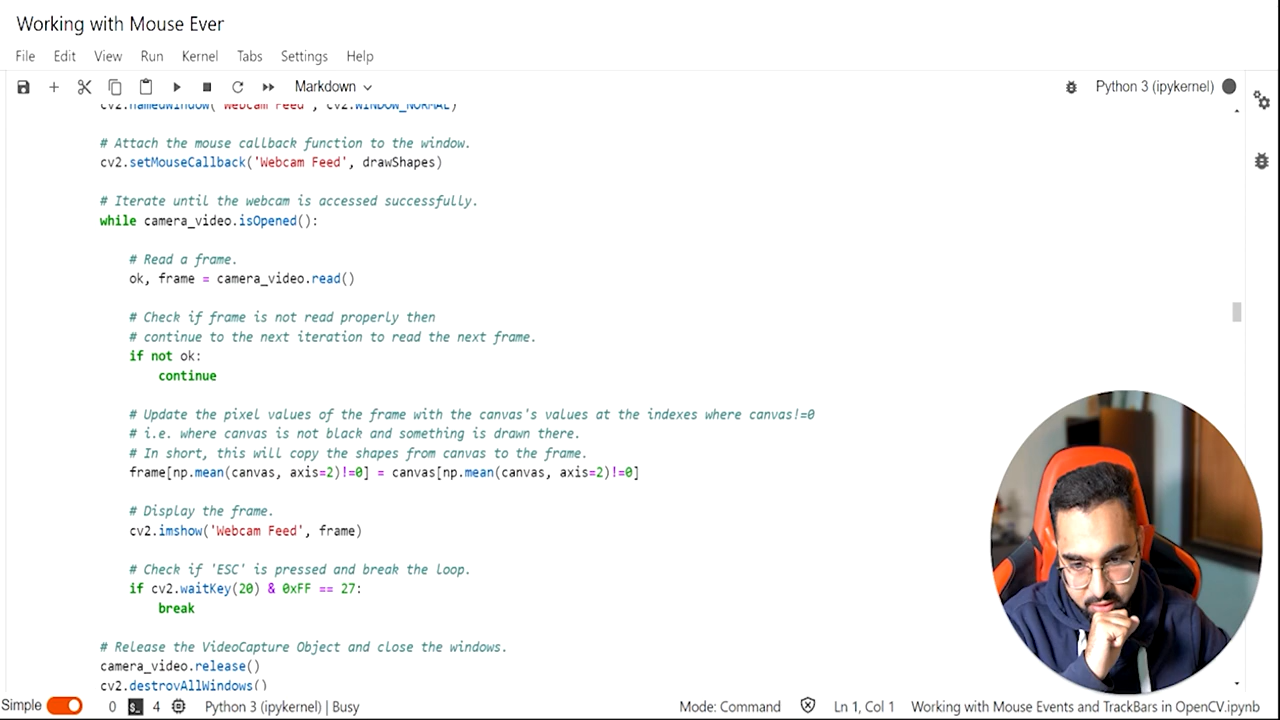 Working with Mouse Ever
File Edit View Run Kernel Tabs Settings Help
Markdown Python 3 (ipykernel)
cv2.namedWindow('Webcam Feed', cv2.WINDOW_NORMAL)
# Attach the mouse callback function to the window.
cv2.setMouseCallback('Webcam Feed', drawShapes)
# Iterate until the webcam is accessed successfully.
while camera_video.isOpened():
# Read a frame.
ok, frame = camera_video.read()
# Check if frame is not read properly then
# continue to the next iteration to read the next frame.
if not ok:
continue
# Update the pixel values of the frame with the canvas's values at the indexes where canvas!=0
# i.e. where canvas is not black and something is drawn there.
# In short, this will copy the shapes from canvas to the frame.
frame[np.mean(canvas, axis=2)!=0] = canvas[np.mean(canvas, axis=2)!=0]
# Display the frame.
cv2.imshow('Webcam Feed', frame)
# Check if 'ESC' is pressed and break the loop.
if cv2.waitKey(20) & 0xFF == 27:
break
# Release the VideoCapture Object and close the windows.
camera_video.release()
cv2.destroyAllWindows()
Simple 0 $_ 4 Python 3 (ipykernel) | Busy Mode: Command Ln 1, Col 1 Working with Mouse Events and TrackBars in OpenCV.ipynb